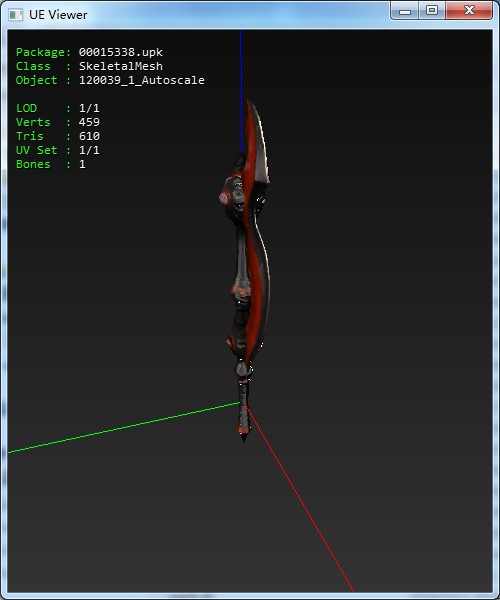 UE Viewer
Package: 00015338.upk
Class : SkeletalMesh
Object : 120039_1_Autoscale
LOD : 1/1
Verts : 459
Tris : 610
UV Set : 1/1
Bones : 1